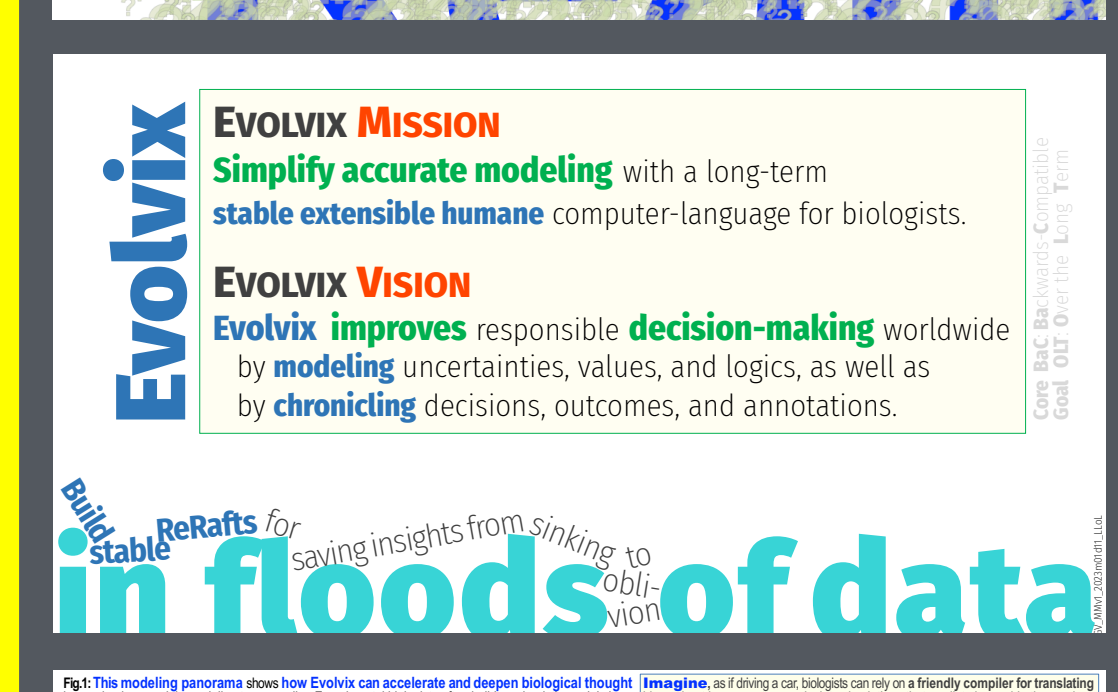 Evolvix
EVOLVIX MISSION
Simplify accurate modeling with a long-term
stable extensible humane computer-language for biologists.
EVOLVIX VISION
Evolvix improves responsible decision-making worldwide
by modeling uncertainties, values, and logics, as well as
by chronicling decisions, outcomes, and annotations.
Core BaC: Backwards-Compatible
Goal OLT: Over the Long Term
Build
stable
ReRafts for
saving insights from sinking to
obli-
vion
in floods of data
GV_MMv1_2023m01d11_LLoL
Fig.1: This modeling panorama shows how Evolvix can accelerate and deepen biological thought
Imagine, as if driving a car, biologists can rely on a friendly compiler for translating